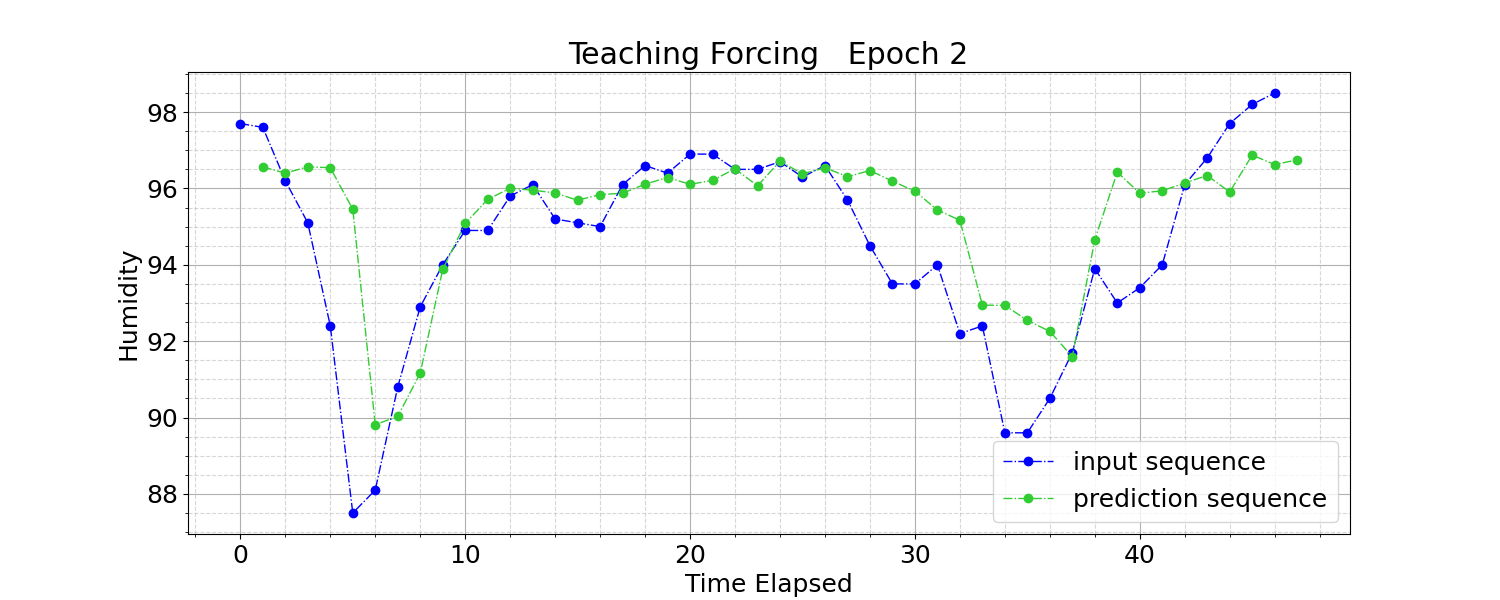 Teaching Forcing   Epoch 2
98
96
94
92
90
88
Humidity
0 10 20 30 40
Time Elapsed
input sequence
prediction sequence